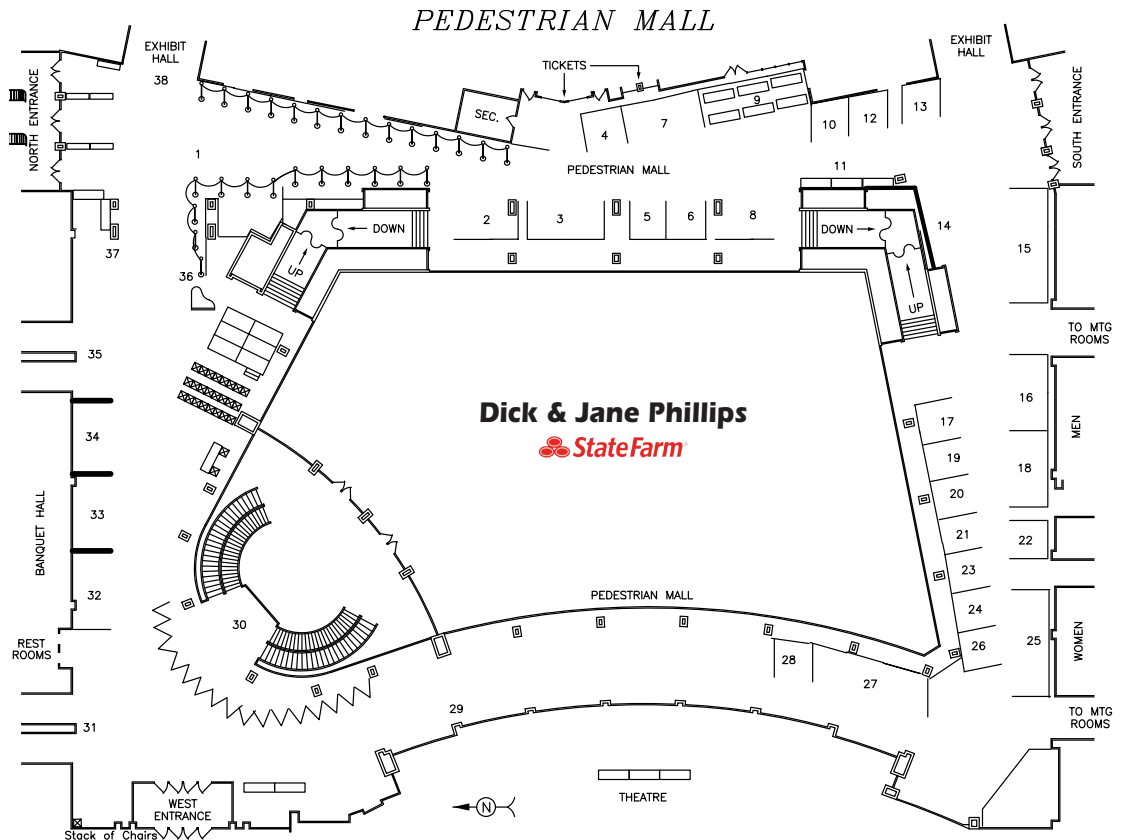 PEDESTRIAN MALL
EXHIBIT
HALL
38
TICKETS
EXHIBIT
HALL
NORTH ENTRANCE
SEC.
4
7
9
10
12
13
SOUTH ENTRANCE
1
PEDESTRIAN MALL
11
37
36
DOWN
UP
2
3
5
6
8
DOWN
UP
14
15
TO MTG
ROOMS
35
34
33
32
BANQUET HALL
Dick & Jane Phillips
StateFarm
17
19
20
21
23
24
26
16
18
22
25
MEN
WOMEN
REST
ROOMS
30
PEDESTRIAN MALL
28
27
31
29
TO MTG
ROOMS
WEST
ENTRANCE
Stack of Chairs
N
THEATRE